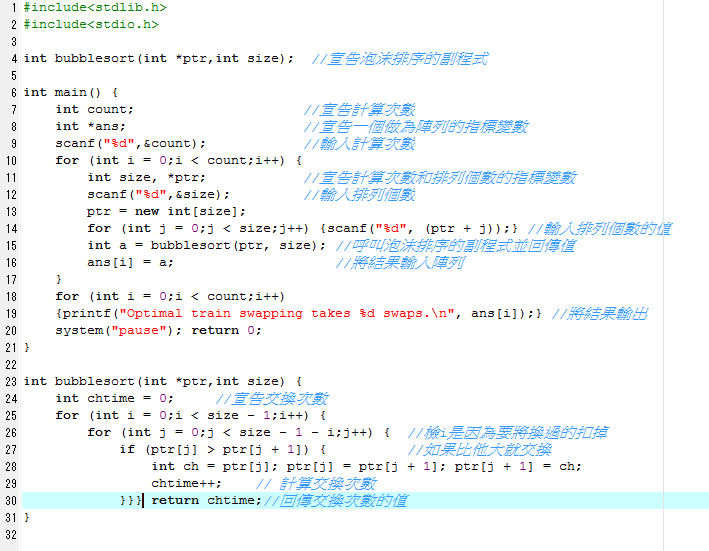 1 #include<stdlib.h>
2 #include<stdio.h>
3
4 int bubblesort(int *ptr,int size);  //宣告泡沫排序的副程式
5
6 int main() {
7     int count;                     //宣告計算次數
8     int *ans;                      //宣告一個做為陣列的指標變數
9     scanf("%d",&count);            //輸入計算次數
10     for (int i = 0;i < count;i++) {
11         int size, *ptr;            //宣告計算次數和排列個數的指標變數
12         scanf("%d",&size);         //輸入排列個數
13         ptr = new int[size];
14         for (int j = 0;j < size;j++) {scanf("%d", (ptr + j));} //輸入排列個數的值
15         int a = bubblesort(ptr, size); //呼叫泡沫排序的副程式並回傳值
16         ans[i] = a;                    //將結果輸入陣列
17     }
18     for (int i = 0;i < count;i++)
19     {printf("Optimal train swapping takes %d swaps.\n", ans[i]);} //將結果輸出
20     system("pause"); return 0;
21 }
22
23 int bubblesort(int *ptr,int size) {
24     int chtime = 0;     //宣告交換次數
25     for (int i = 0;i < size - 1;i++) {
26         for (int j = 0;j < size - 1 - i;j++) {  //檢i是因為要將換過的扣掉
27             if (ptr[j] > ptr[j + 1]) {          //如果比他大就交換
28                 int ch = ptr[j]; ptr[j] = ptr[j + 1]; ptr[j + 1] = ch;
29                 chtime++;    // 計算交換次數
30             }}} return chtime;//回傳交換次數的值
31 }
32